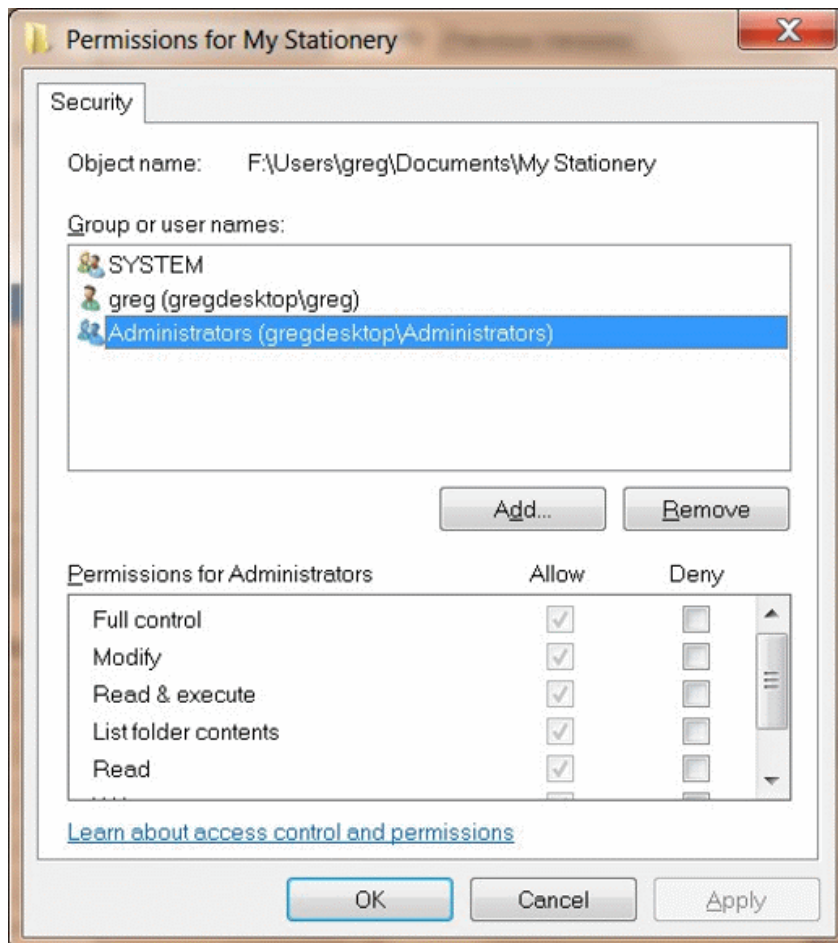 Permissions for My Stationery
Security
Object name: F:\Users\greg\Documents\My Stationery
Group or user names:
SYSTEM
greg (gregdesktop\greg)
Administrators (gregdesktop\Administrators)
Add... Remove
Permissions for Administrators Allow Deny
Full control
Modify
Read & execute
List folder contents
Read
Learn about access control and permissions
OK Cancel Apply